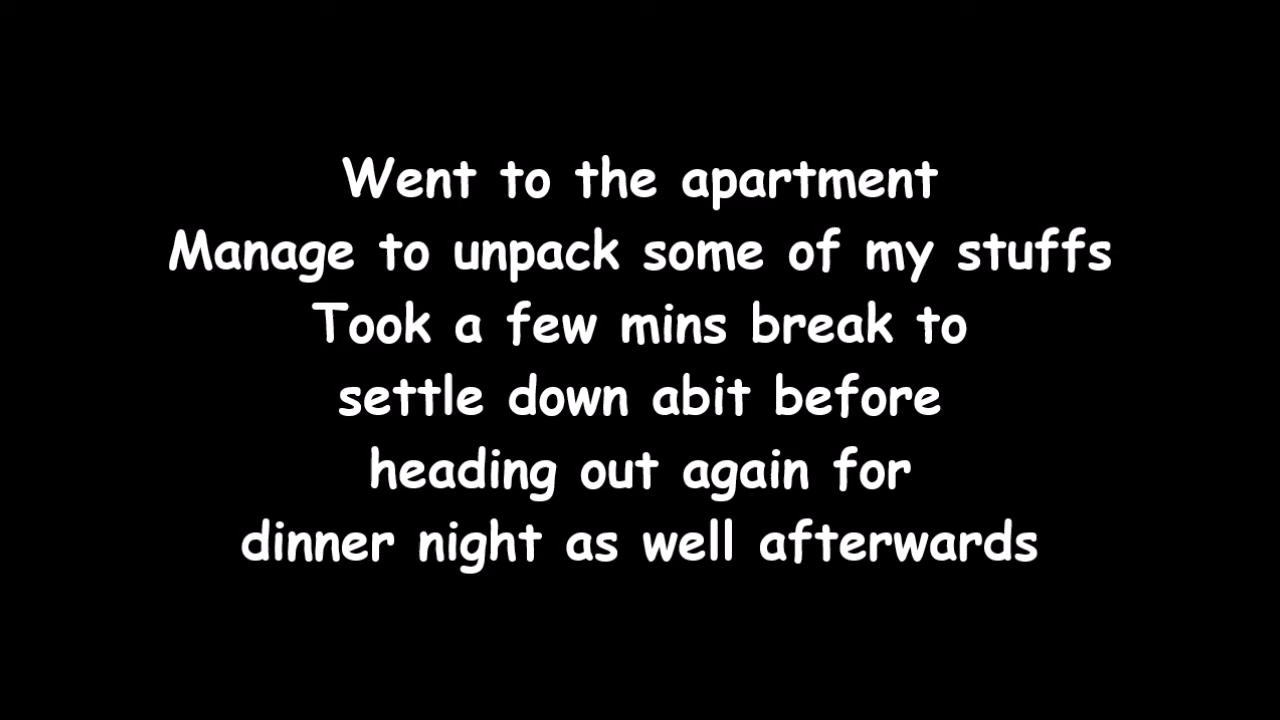 Went to the apartment
Manage to unpack some of my stuffs
Took a few mins break to
settle down abit before
heading out again for
dinner night as well afterwards